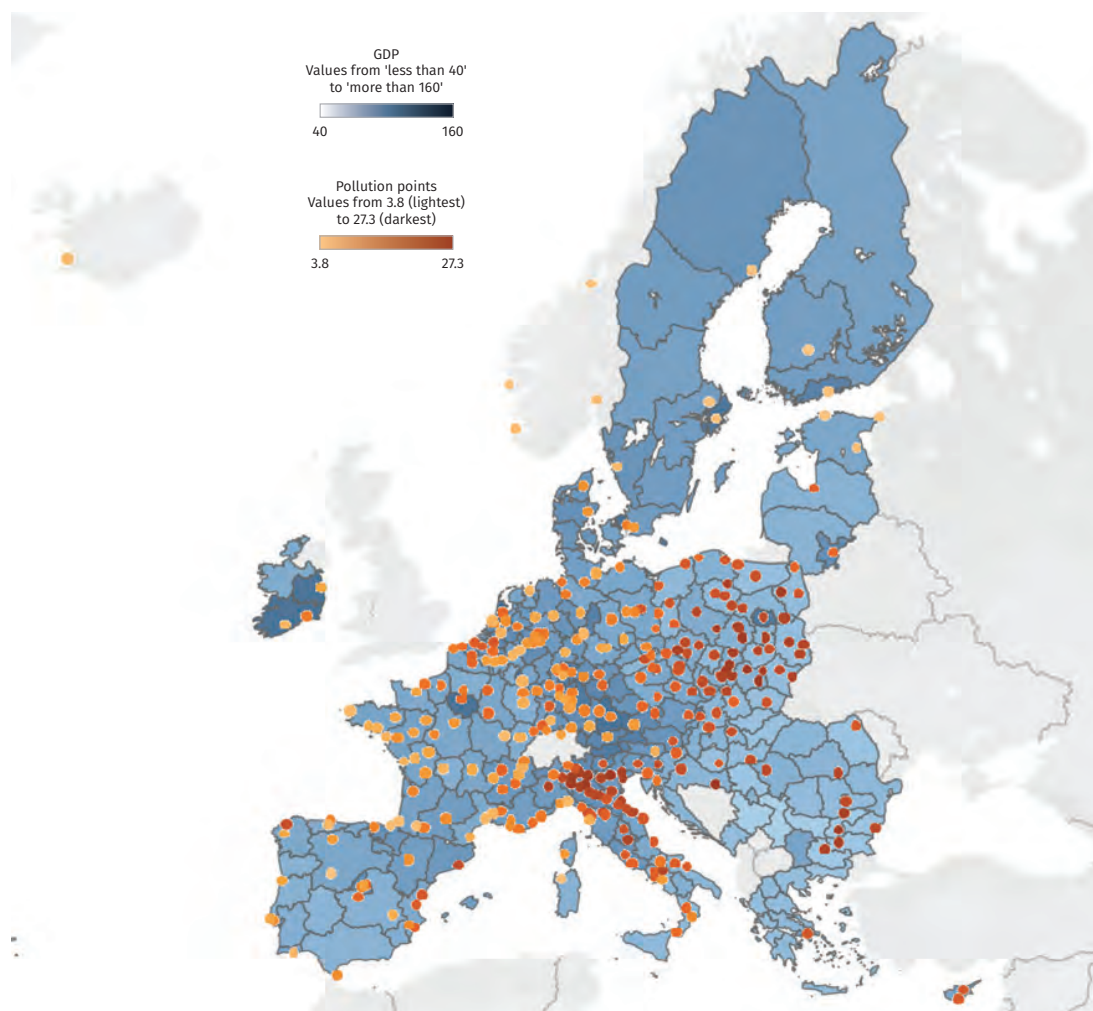 GDP
Values from 'less than 40'
to 'more than 160'
40 160
Pollution points
Values from 3.8 (lightest)
to 27.3 (darkest)
3.8 27.3